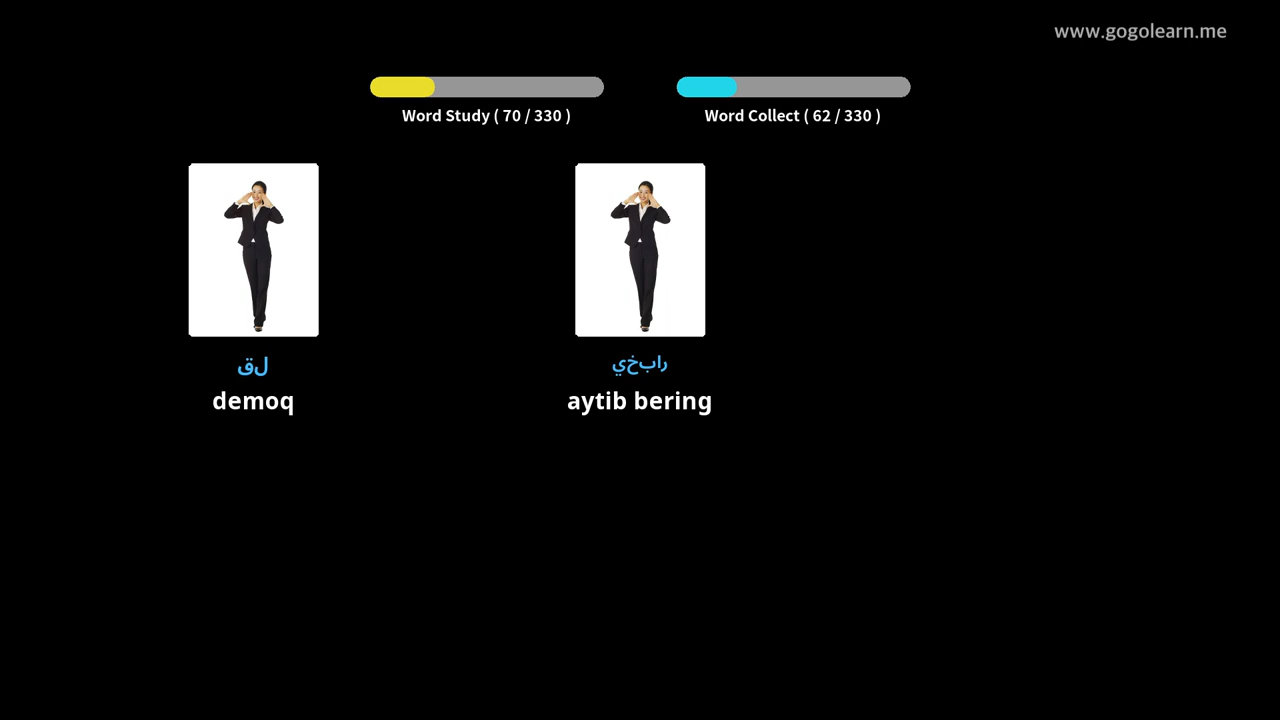 www.gogolearn.me
Word Study ( 70 / 330 )
Word Collect ( 62 / 330 )
لق
demoq
رابخي
aytib bering